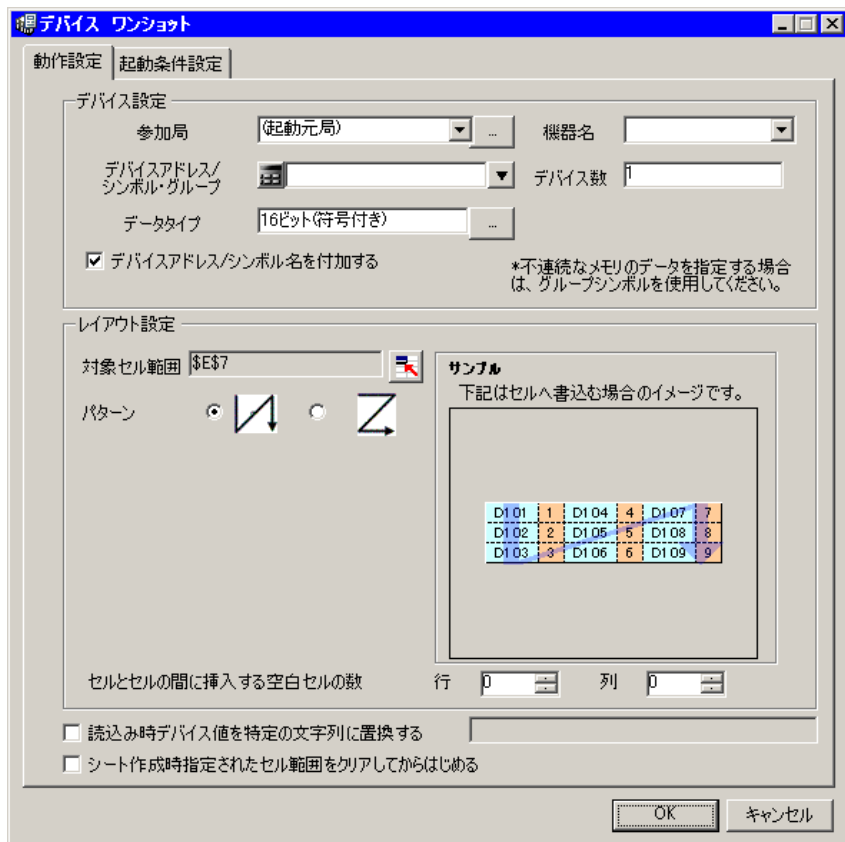 デバイス ワンショット
動作設定 起動条件設定
デバイス設定
参加局 (起動元局) ... 機器名
デバイスアドレス/
シンボル・グループ デバイス数 1
データタイプ 16ビット(符号付き) ...
デバイスアドレス/シンボル名を付加する
*不連続なメモリのデータを指定する場合
は、グループシンボルを使用してください。
レイアウト設定
対象セル範囲 $E$7
パターン
サンプル
下記はセルへ書込む場合のイメージです。
D101 1 D104 4 D107 7
D102 2 D105 5 D108 8
D103 3 D106 6 D109 9
セルとセルの間に挿入する空白セルの数 行 0 列 0
読込み時デバイス値を特定の文字列に置換する
シート作成時指定されたセル範囲をクリアしてからはじめる
OK キャンセル